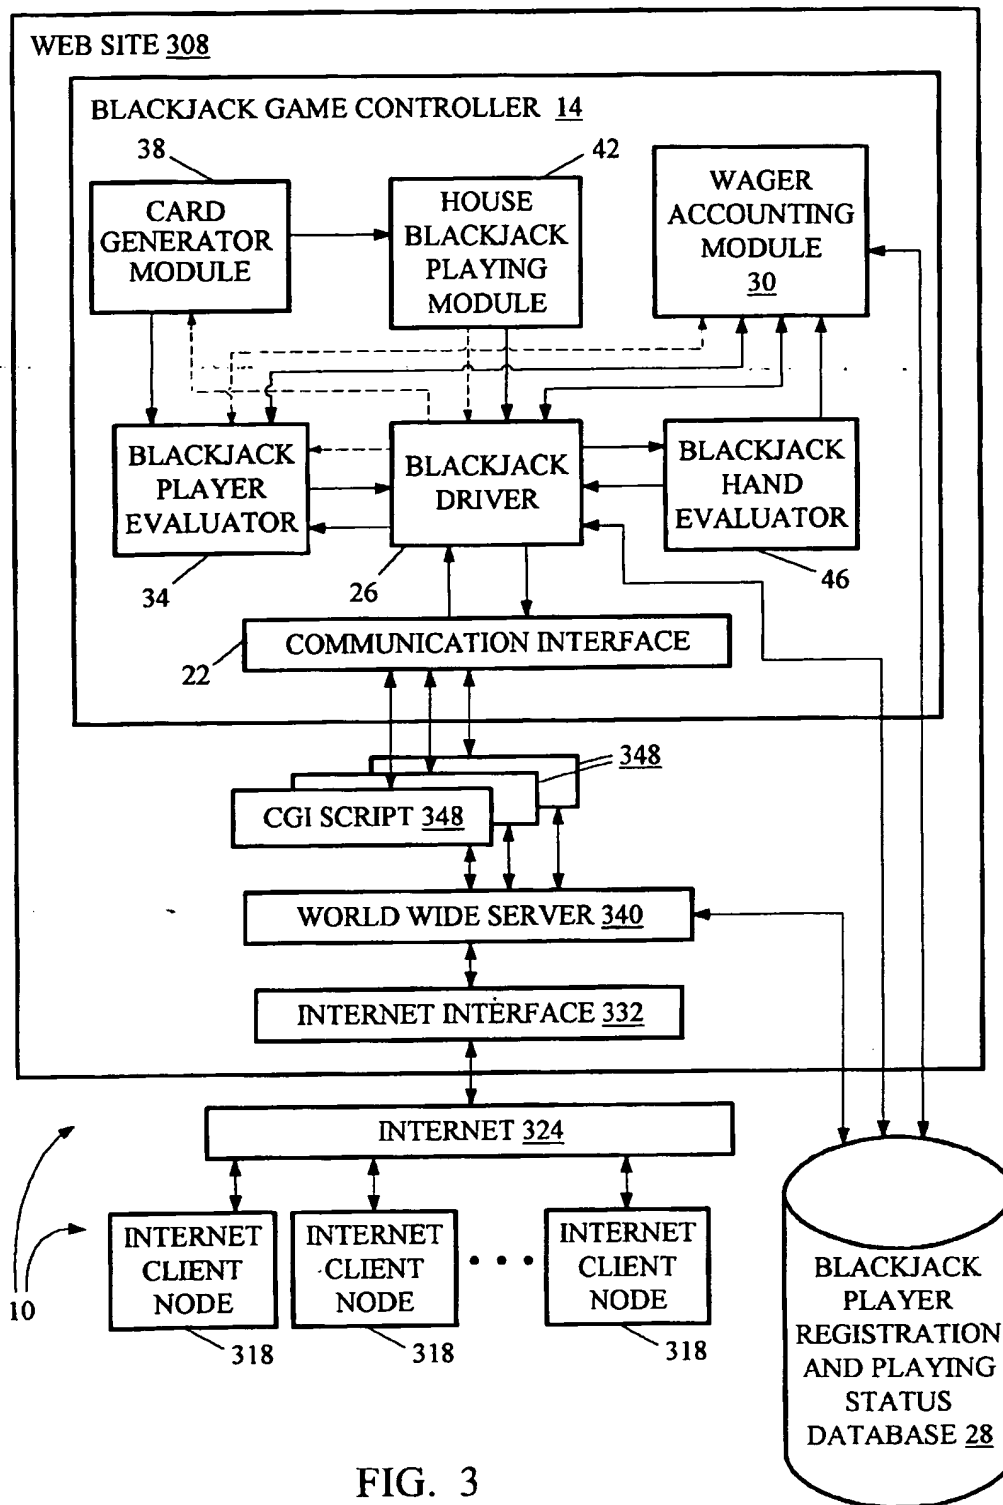 WEB SITE 308
BLACKJACK GAME CONTROLLER 14
38
42
CARD
GENERATOR
MODULE
HOUSE
BLACKJACK
PLAYING
MODULE
WAGER
ACCOUNTING
MODULE
30
BLACKJACK
PLAYER
EVALUATOR
BLACKJACK
DRIVER
BLACKJACK
HAND
EVALUATOR
34
26
46
COMMUNICATION INTERFACE
22
348
CGI SCRIPT 348
WORLD WIDE SERVER 340
INTERNET INTERFACE 332
INTERNET 324
INTERNET
CLIENT
NODE
INTERNET
CLIENT
NODE
INTERNET
CLIENT
NODE
10
318
318
318
BLACKJACK
PLAYER
REGISTRATION
AND PLAYING
STATUS
DATABASE 28
FIG. 3